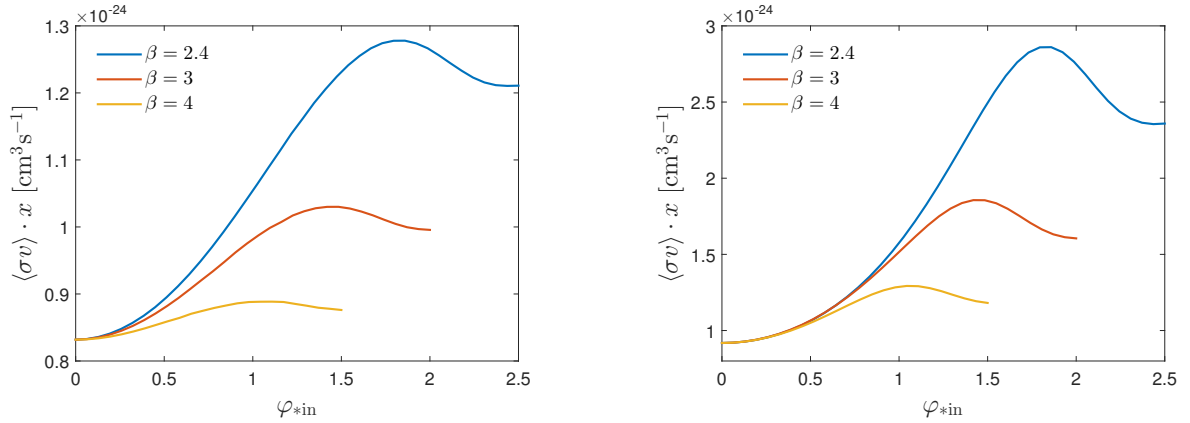 ×10⁻²⁴
1.3
1.2
1.1
1
0.9
0.8
⟨σv⟩ · x [cm³s⁻¹]
β = 2.4
β = 3
β = 4
0 0.5 1 1.5 2 2.5
φ*in
×10⁻²⁴
3
2.5
2
1.5
1
⟨σv⟩ · x [cm³s⁻¹]
β = 2.4
β = 3
β = 4
0 0.5 1 1.5 2 2.5
φ*in